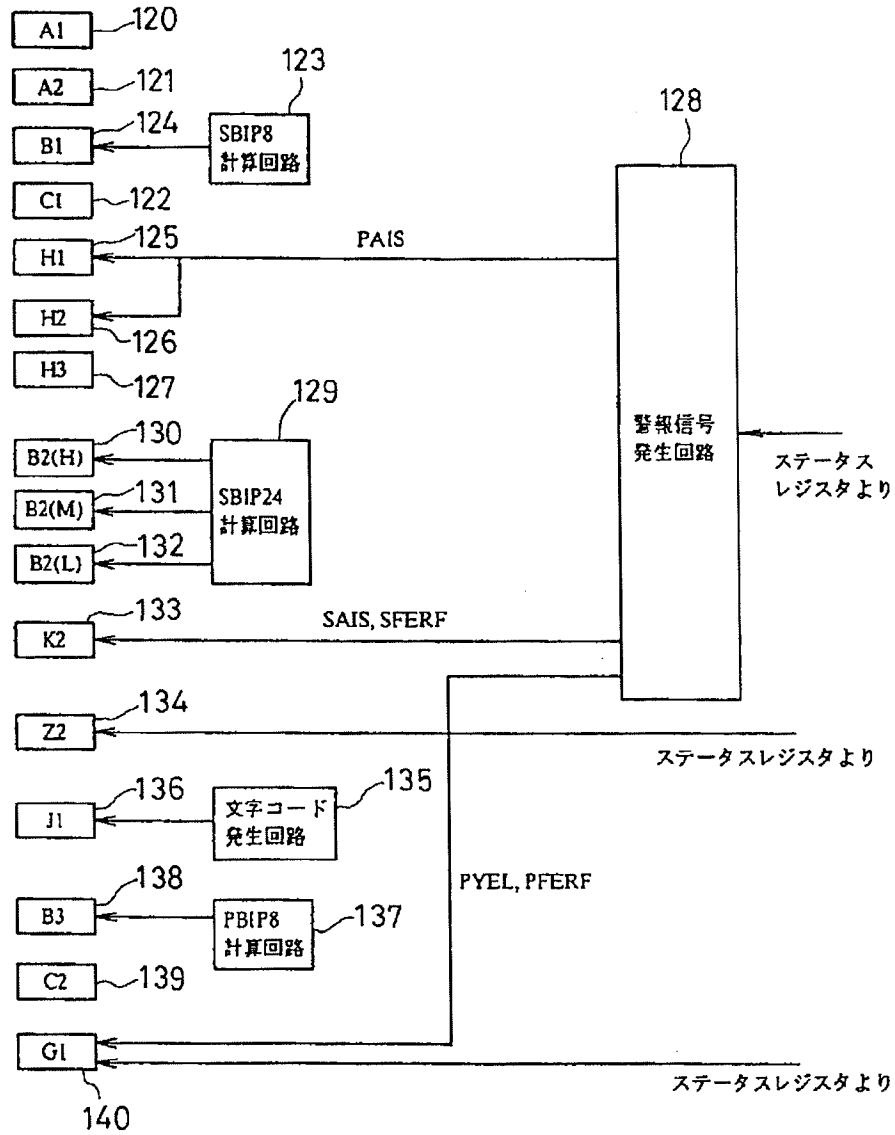 A1
120
A2
121
123
124
128
B1
SBIP8
計算回路
C1
122
125
H1
PAIS
H2
126
H3
127
129
130
B2(H)
警報信号
発生回路
131
B2(M)
SBIP24
計算回路
ステータス
レジスタより
132
B2(L)
133
K2
SAIS, SFERF
134
Z2
ステータスレジスタより
136
135
J1
文字コード
発生回路
138
PYEL, PFERF
B3
PBIP8
計算回路
137
C2
139
G1
ステータスレジスタより
140